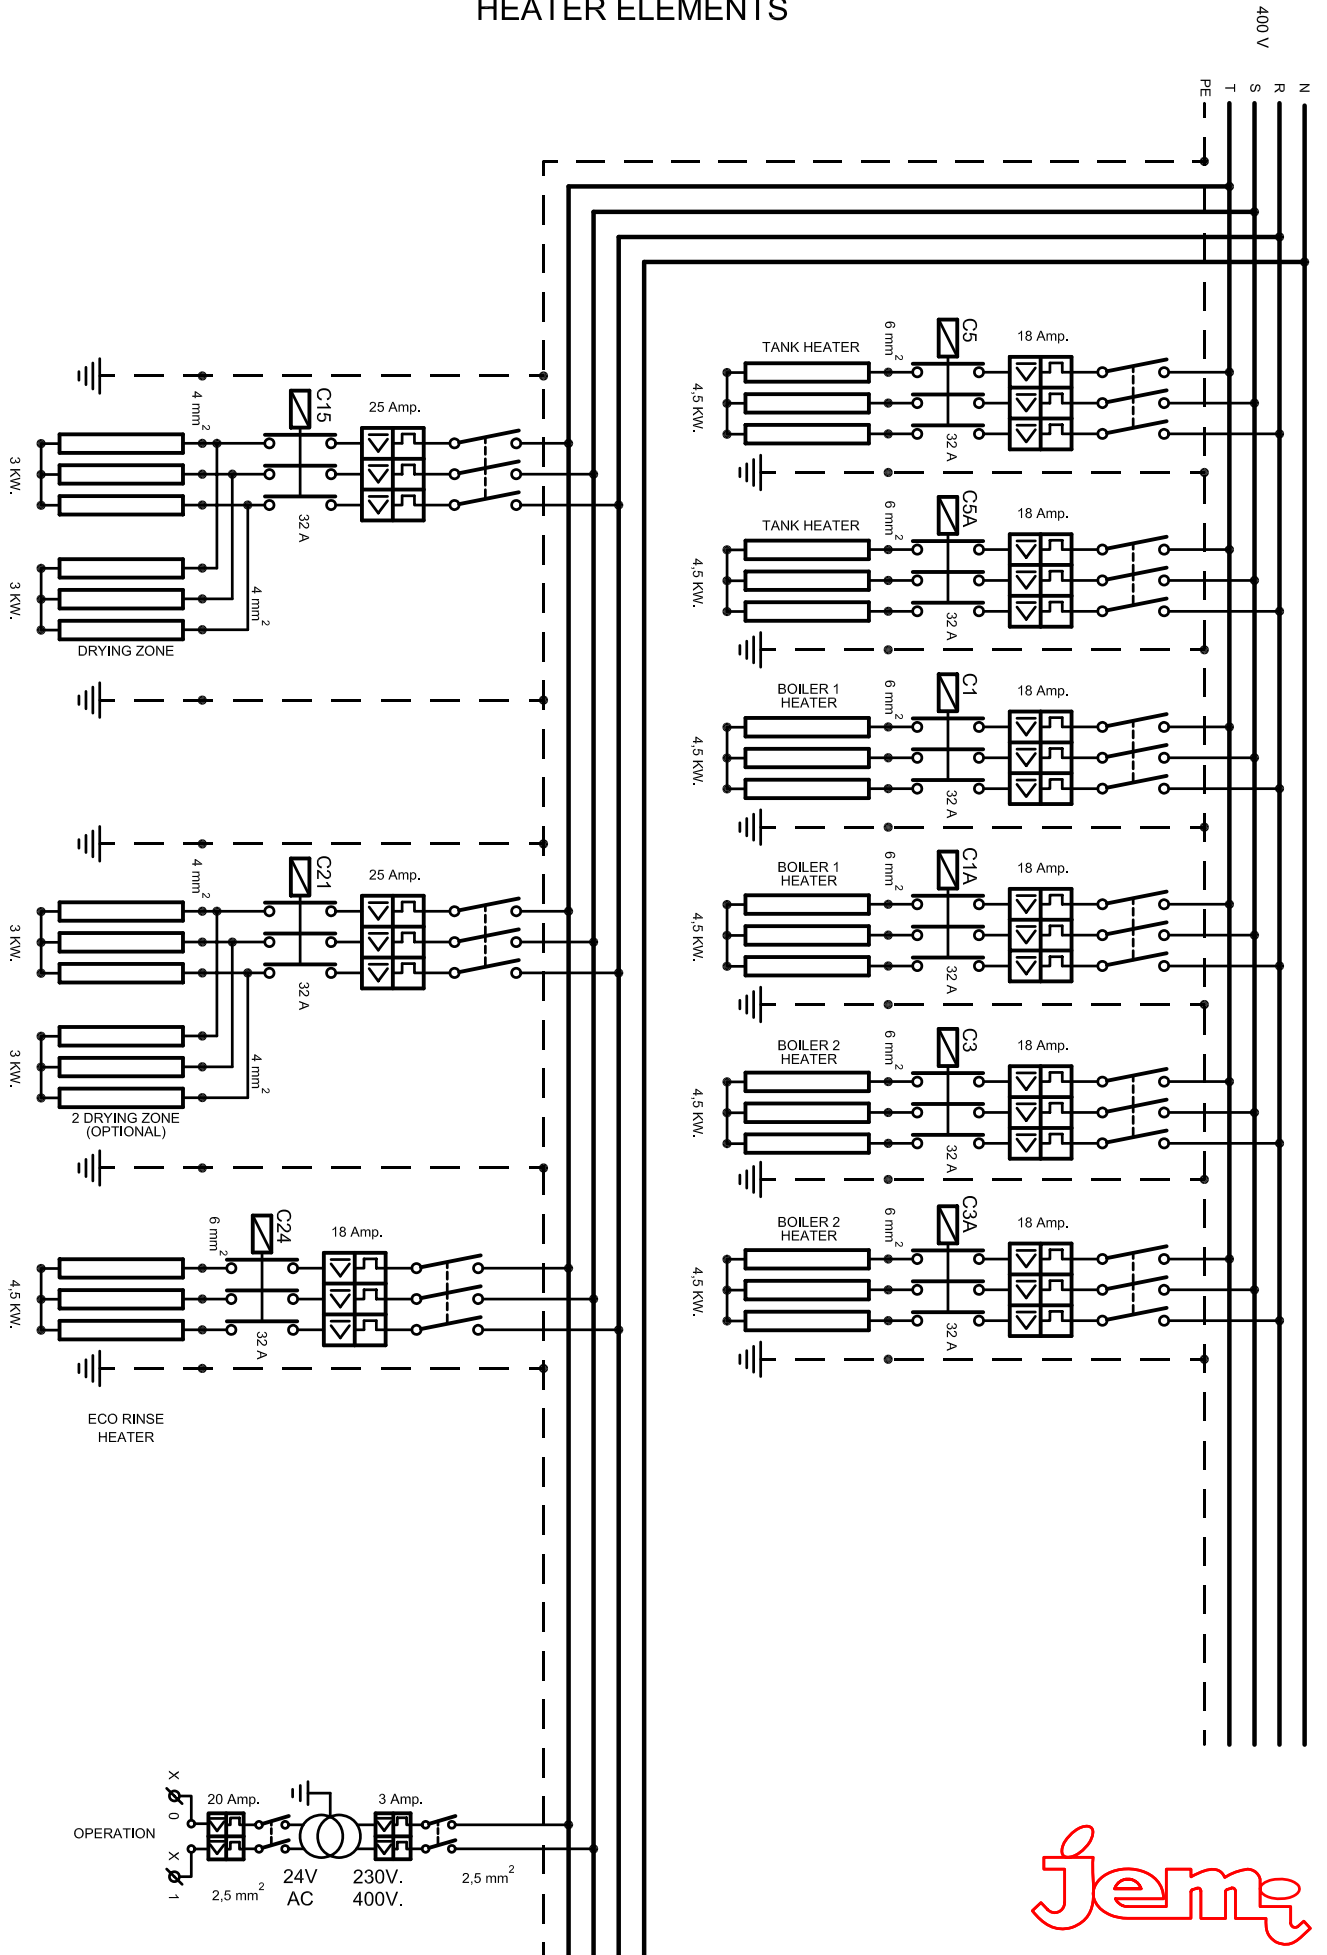 HEATER ELEMENTS
400 V
PE
T
S
R
N
TANK HEATER
6 mm2
C5
18 Amp.
4,5 KW.
32 A
TANK HEATER
6 mm2
C5A
18 Amp.
4,5 KW.
32 A
BOILER 1
HEATER
6 mm2
C1
18 Amp.
4,5 KW.
32 A
BOILER 1
HEATER
6 mm2
C1A
18 Amp.
4,5 KW.
32 A
BOILER 2
HEATER
6 mm2
C3
18 Amp.
4,5 KW.
32 A
BOILER 2
HEATER
6 mm2
C3A
18 Amp.
4,5 KW.
32 A
4 mm2
C15
25 Amp.
3 KW.
32 A
3 KW.
4 mm2
DRYING ZONE
4 mm2
C21
25 Amp.
3 KW.
32 A
3 KW.
4 mm2
2 DRYING ZONE
(OPTIONAL)
6 mm2
C24
18 Amp.
4,5 KW.
32 A
ECO RINSE
HEATER
X
0
20 Amp.
3 Amp.
OPERATION
X
1
2,5 mm2
24V
AC
230V.
400V.
2,5 mm2
jemi